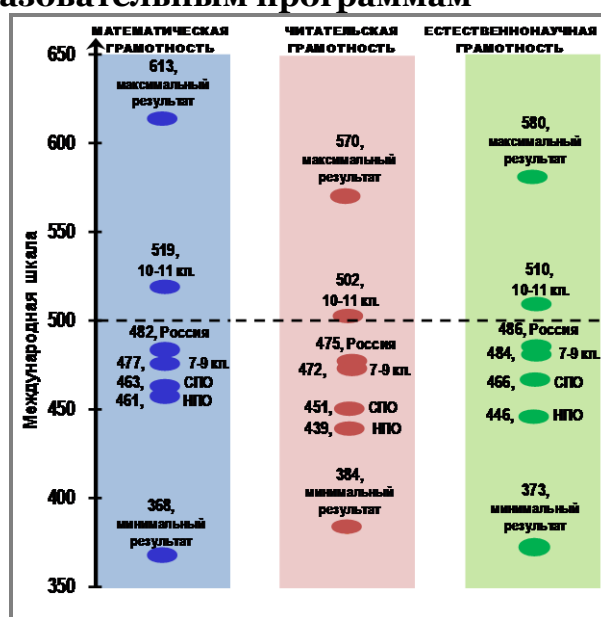 азовательным программам
МАТЕМАТИЧЕСКАЯ
ГРАМОТНОСТЬ
ЧИТАТЕЛЬСКАЯ
ГРАМОТНОСТЬ
ЕСТЕСТВЕННОНАУЧНАЯ
ГРАМОТНОСТЬ
Международная шкала
650
600
550
500
450
400
350
613,
максимальный
результат
519,
10-11 кл.
482, Россия
477, 7-9 кл.
463, СПО
461, НПО
368,
минимальный
результат
570,
максимальный
результат
502,
10-11 кл.
475, Россия
472, 7-9 кл.
451, СПО
439, НПО
384,
минимальный
результат
580,
максимальный
результат
510,
10-11 кл.
486, Россия
484, 7-9 кл.
466, СПО
446, НПО
373,
минимальный
результат